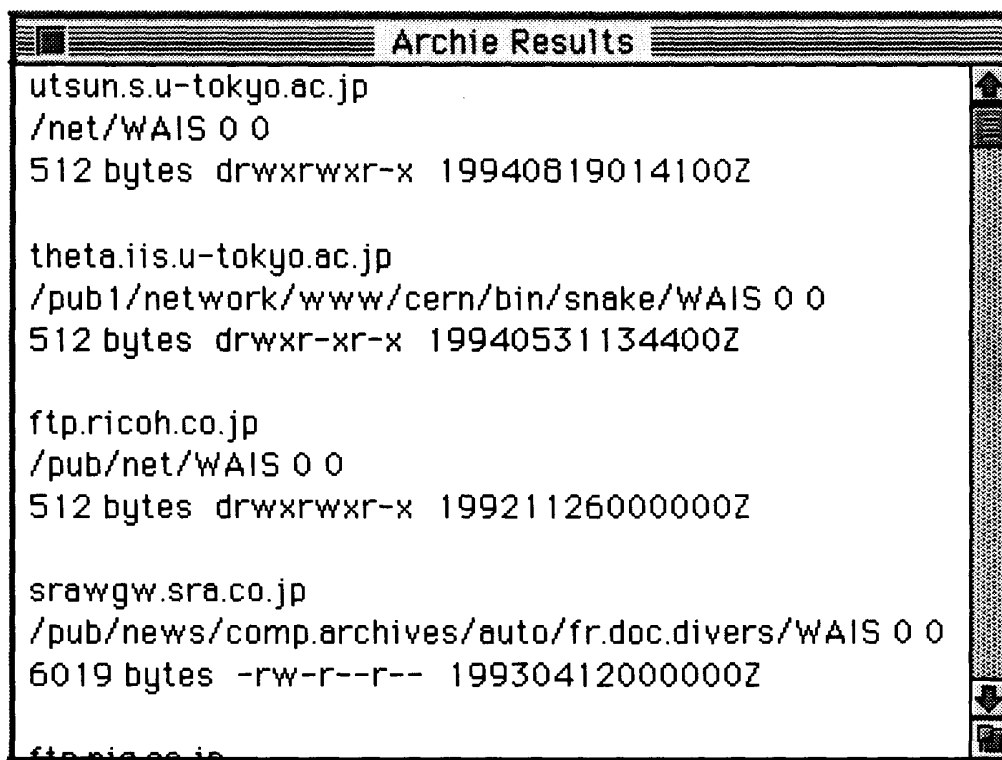 Archie Results
utsun.s.u-tokyo.ac.jp
/net/WAIS 0 0
512 bytes drwxrwxr-x 19940819014100Z
theta.iis.u-tokyo.ac.jp
/pub1/network/www/cern/bin/snake/WAIS 0 0
512 bytes drwxr-xr-x 19940531134400Z
ftp.ricoh.co.jp
/pub/net/WAIS 0 0
512 bytes drwxrwxr-x 19921126000000Z
srawgw.sra.co.jp
/pub/news/comp.archives/auto/fr.doc.divers/WAIS 0 0
6019 bytes -rw-r--r-- 19930412000000Z